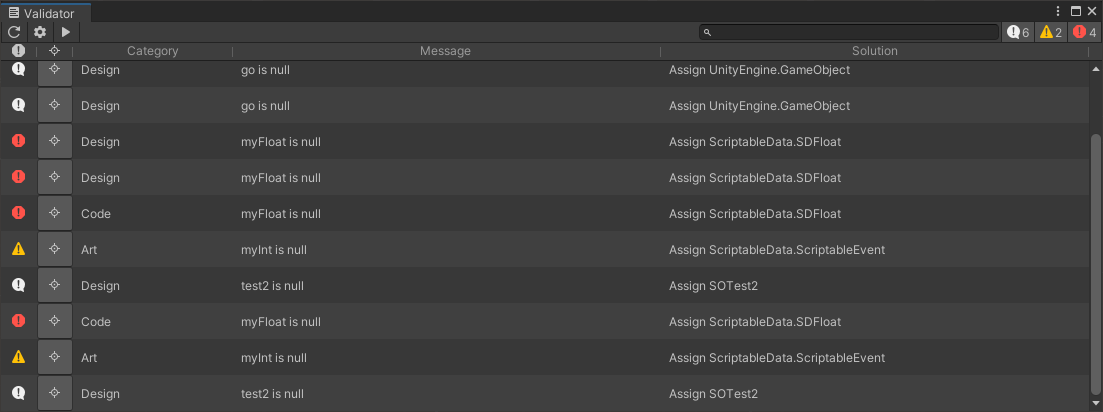 Validator
6 2 4
Category Message Solution
Design go is null Assign UnityEngine.GameObject
Design go is null Assign UnityEngine.GameObject
Design myFloat is null Assign ScriptableData.SDFloat
Design myFloat is null Assign ScriptableData.SDFloat
Code myFloat is null Assign ScriptableData.SDFloat
Art myInt is null Assign ScriptableData.ScriptableEvent
Design test2 is null Assign SOTest2
Code myFloat is null Assign ScriptableData.SDFloat
Art myInt is null Assign ScriptableData.ScriptableEvent
Design test2 is null Assign SOTest2